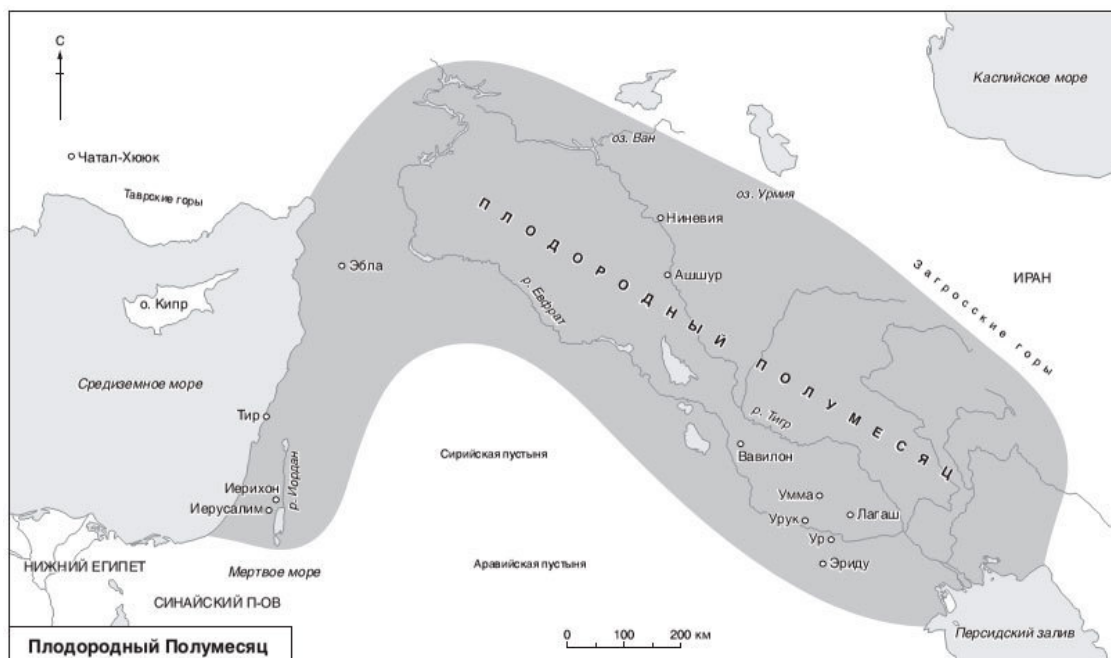 С
Каспийское море
оз. Ван
Чатал-Хююк
Таврские горы
оз. Урмия
Ниневия
ПЛОДОРОДНЫЙ ПОЛУМЕСЯЦ
Эбла
Ашшур
ИРАН
Загросские горы
р. Евфрат
о. Кипр
Средиземное море
Тир
р. Тигр
Вавилон
Сирийская пустыня
р. Иордан
Иерихон
Иерусалим
Умма
Урук
Лагаш
Ур
Эриду
НИЖНИЙ ЕГИПЕТ
Мертвое море
Аравийская пустыня
СИНАЙСКИЙ П-ОВ
Персидский залив
0 100 200 км
Плодородный Полумесяц